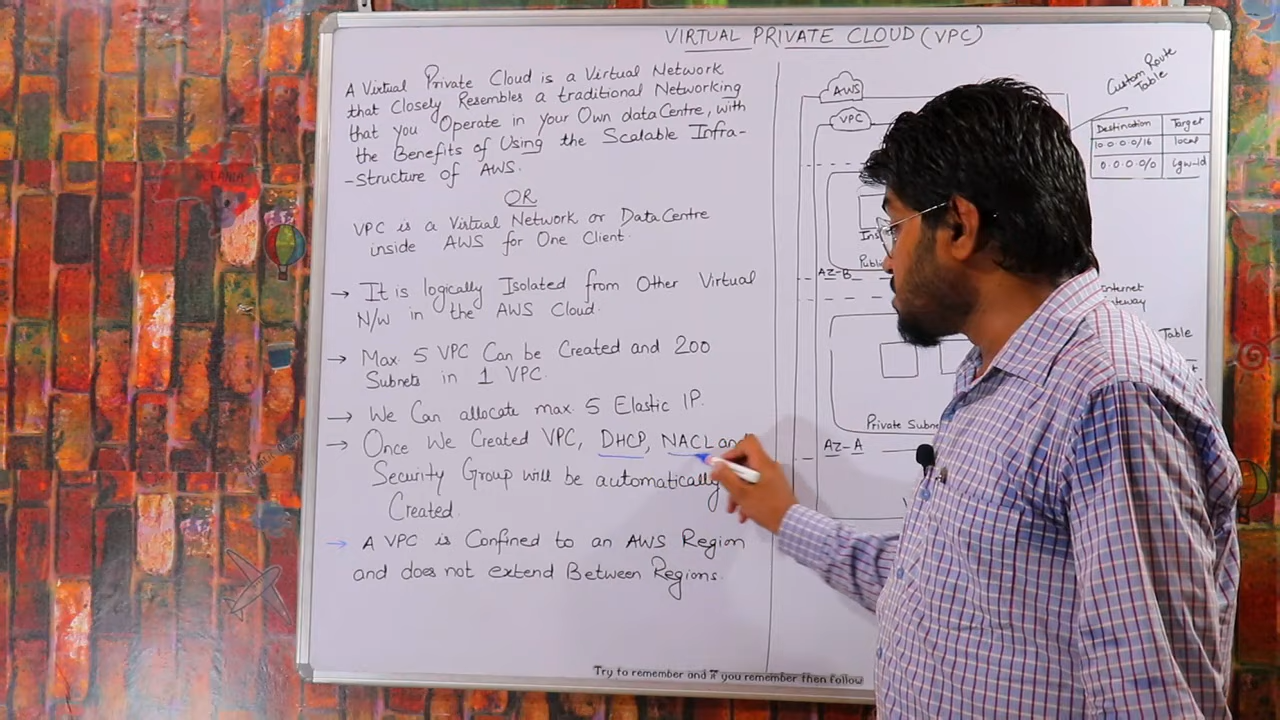 VIRTUAL PRIVATE CLOUD (VPC)
A Virtual Private Cloud is a Virtual Network
that Closely Resembles a traditional Networking
that you Operate in your Own data Centre, with
the Benefits of Using the Scalable Infra-
-Structure of AWS.
OR
VPC is a Virtual Network or Data Centre
inside AWS for One Client.
→ It is logically Isolated from Other Virtual
N/W in the AWS Cloud.
→ Max 5 VPC Can be Created and 200
Subnets in 1 VPC.
→ We Can allocate max. 5 Elastic IP.
→ Once We Created VPC, DHCP, NACL and
Security Group will be automatically
Created.
→ A VPC is Confined to an AWS Region
and does not extend Between Regions.
AWS
VPC
Custom Route
Table
Destination Target
10.0.0.0/16 local
0.0.0.0/0 igw-id
AZ-B
Internet
Table
Private
AZ-A
Try to remember and if you remember then follow
OCEANIA